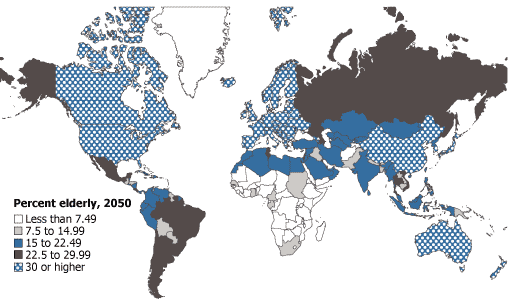 Percent elderly, 2050
Less than 7.49
7.5 to 14.99
15 to 22.49
22.5 to 29.99
30 or higher